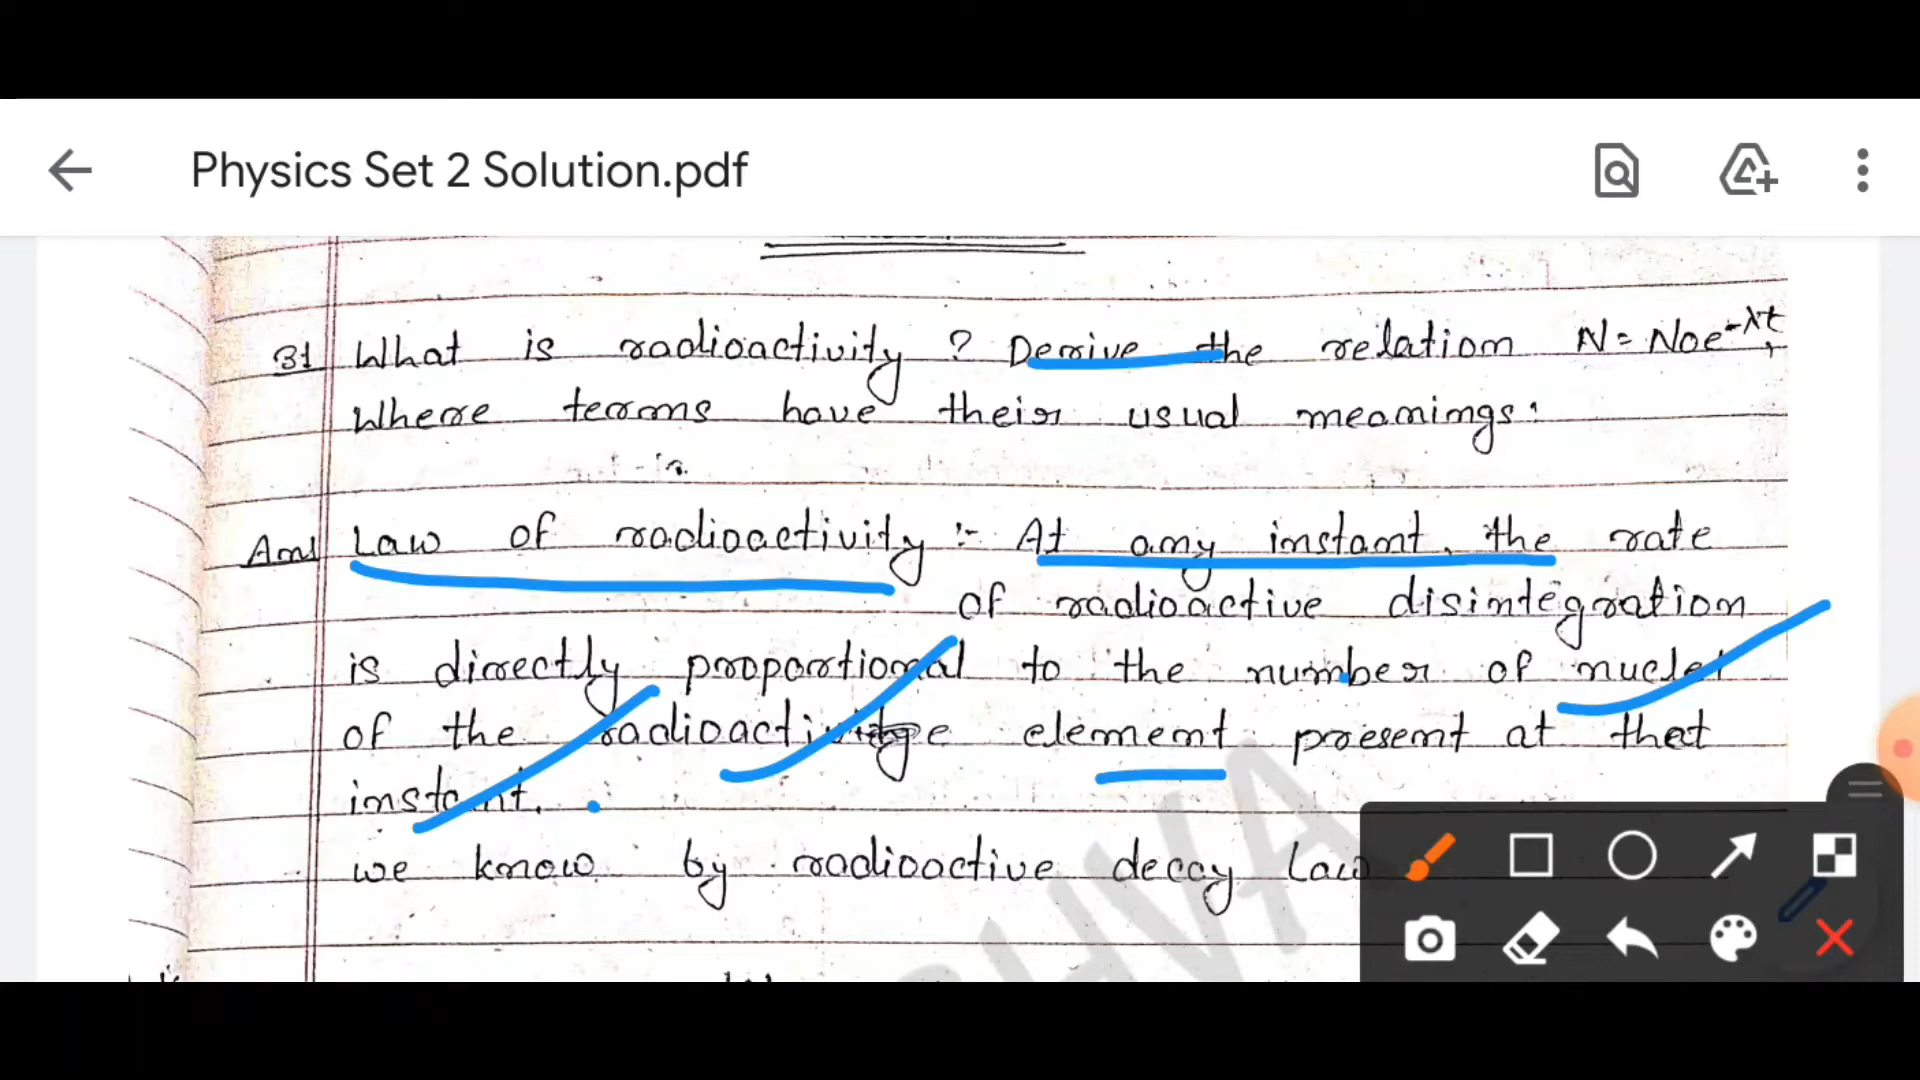 Physics Set 2 Solution.pdf
31 What is radioactivity ? Derive the relation N = Noe-λt,
Where terms have their usual meanings:
Ans Law of radioactivity :- At any instant, the rate
of radioactive disintegration
is directly proportional to the number of nuclei
of the element present at that
instant.
we know by radioactive decay Law
HVA